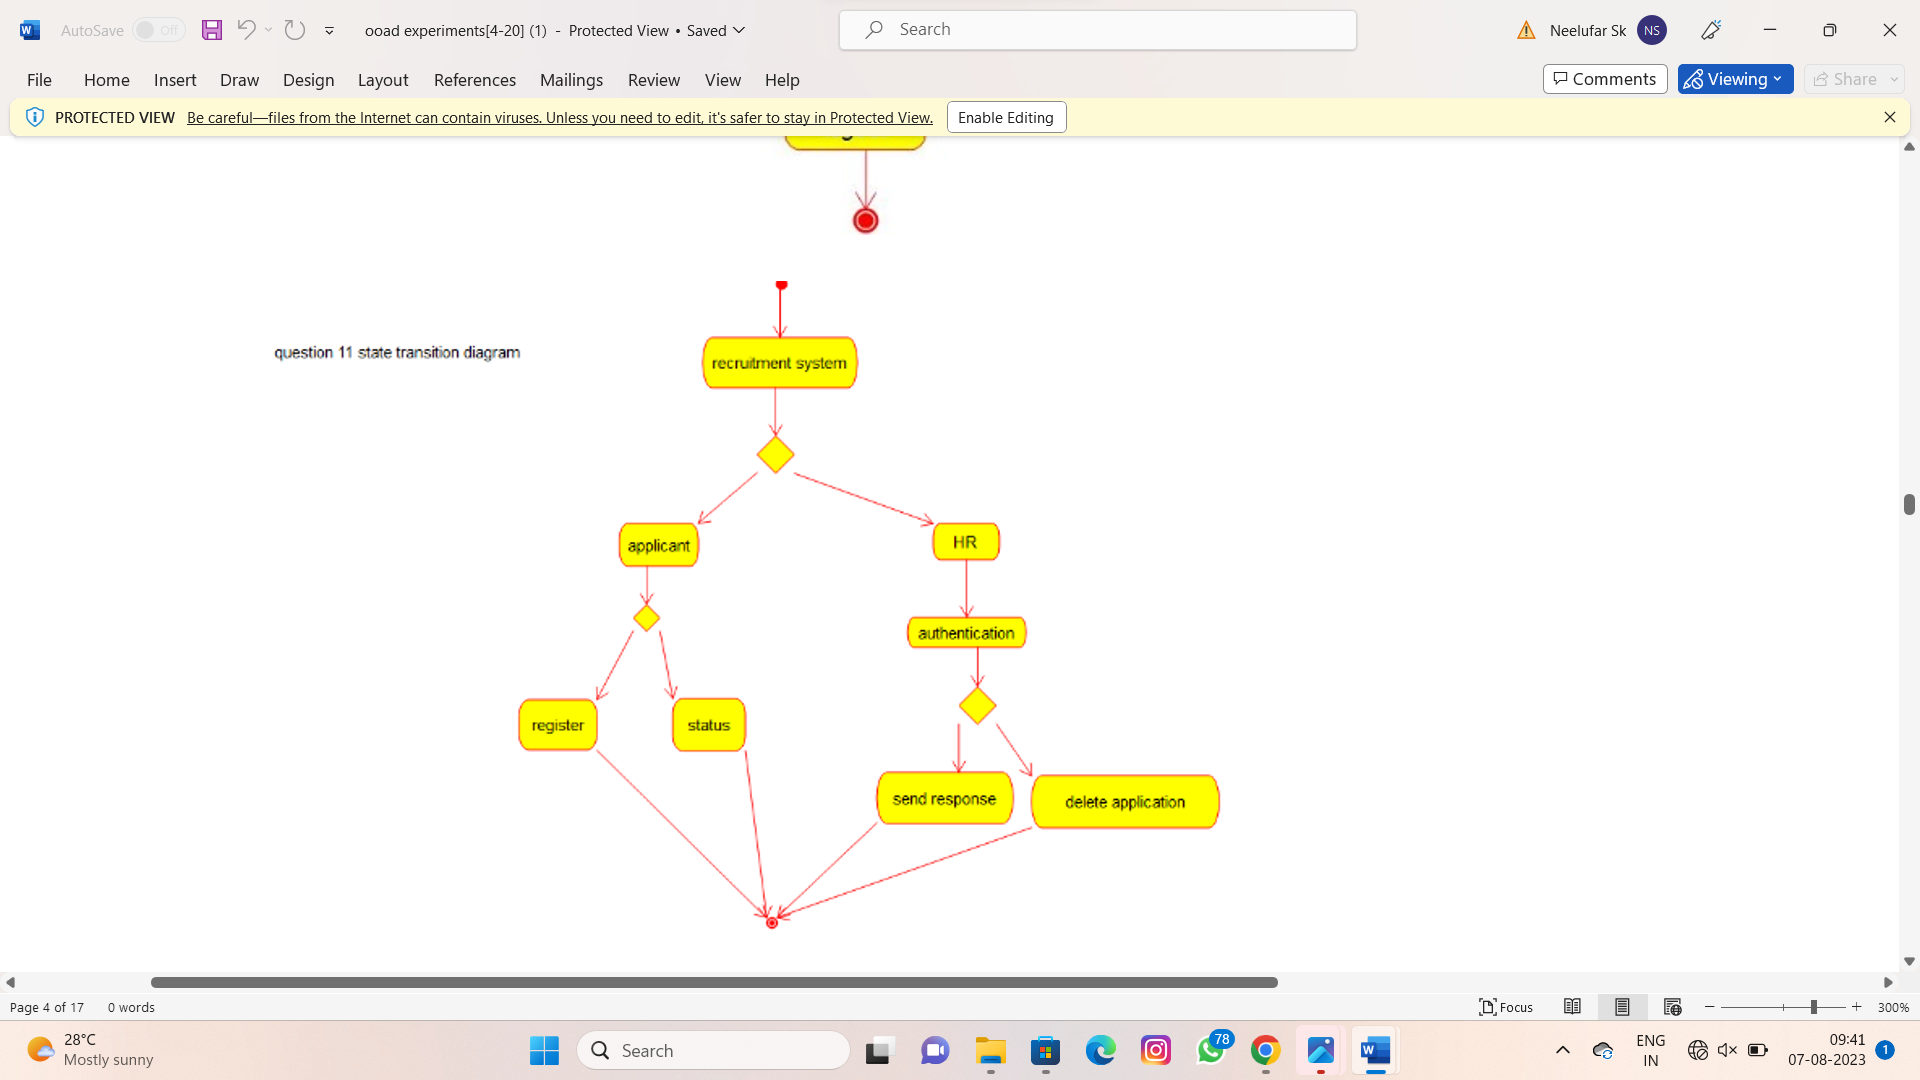 AutoSave Off ooad experiments[4-20] (1) - Protected View • Saved Search Neelufar Sk NS
File Home Insert Draw Design Layout References Mailings Review View Help Comments Viewing Share
PROTECTED VIEW Be careful—files from the Internet can contain viruses. Unless you need to edit, it's safer to stay in Protected View. Enable Editing
question 11 state transition diagram
recruitment system
applicant
HR
authentication
register
status
send response
delete application
Page 4 of 17 0 words Focus 300%
28°C
Mostly sunny
Search
78
ENG
IN
09:41
07-08-2023
1